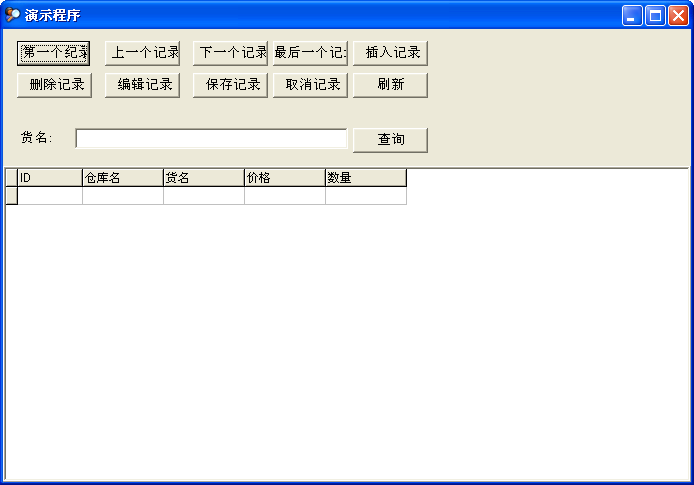 演示程序
第一个纪录 上一个记录 下一个记录 最后一个记 插入记录
删除记录 编辑记录 保存记录 取消记录 刷新
货名: 查询
ID 仓库名 货名 价格 数量